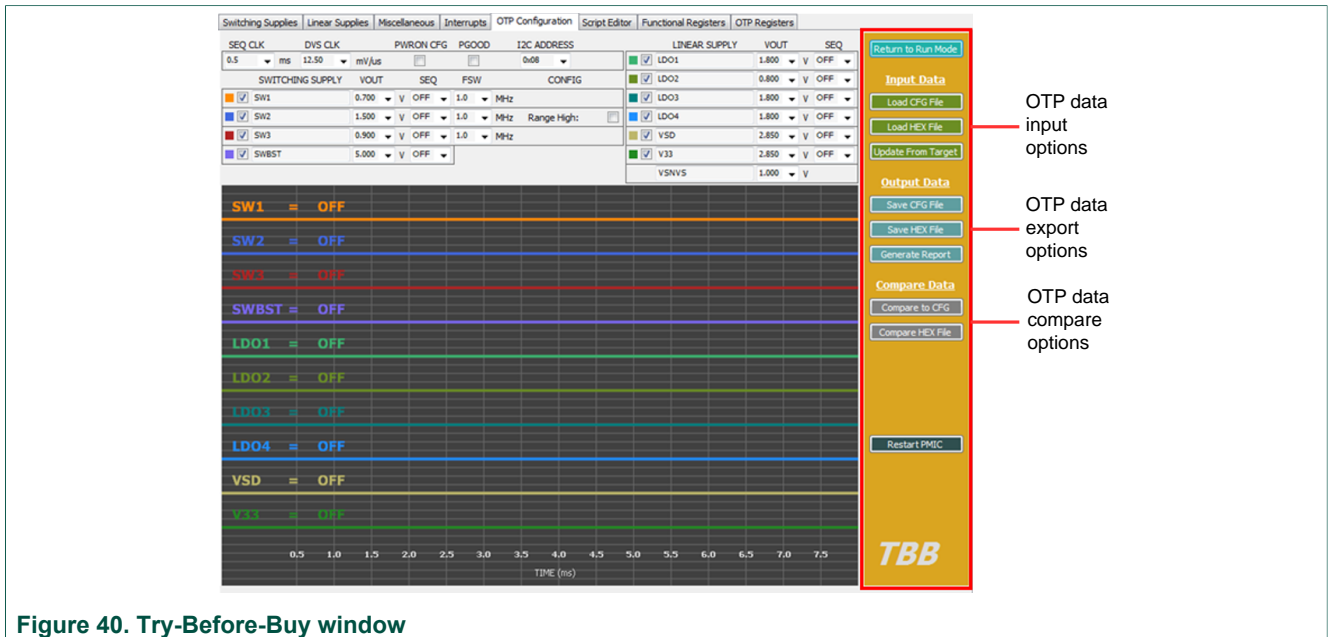 Switching Supplies Linear Supplies Miscellaneous Interrupts OTP Configuration Script Editor Functional Registers OTP Registers
SEQ CLK DVS CLK PWRON CFG PGOOD I2C ADDRESS
0.5 ms 12.50 mV/us 0x08
SWITCHING SUPPLY VOUT SEQ FSW CONFIG
SW1 0.700 V OFF 1.0 MHz
SW2 1.500 V OFF 1.0 MHz Range High:
SW3 0.900 V OFF 1.0 MHz
SWBST 5.000 V OFF
LINEAR SUPPLY VOUT SEQ
LDO1 1.800 V OFF
LDO2 0.800 V OFF
LDO3 1.800 V OFF
LDO4 1.800 V OFF
VSD 2.850 V OFF
V33 2.850 V OFF
VSNVS 1.000 V
SW1 = OFF
SW2 = OFF
SW3 = OFF
SWBST = OFF
LDO1 = OFF
LDO2 = OFF
LDO3 = OFF
LDO4 = OFF
VSD = OFF
V33 = OFF
0.5 1.0 1.5 2.0 2.5 3.0 3.5 4.0 4.5 5.0 5.5 6.0 6.5 7.0 7.5
TIME (ms)
Return to Run Mode
Input Data
Load CFG File
Load HEX File
Update From Target
Output Data
Save CFG File
Save HEX File
Generate Report
Compare Data
Compare to CFG
Compare HEX File
Restart PMIC
TBB
OTP data
input
options
OTP data
export
options
OTP data
compare
options
Figure 40. Try-Before-Buy window